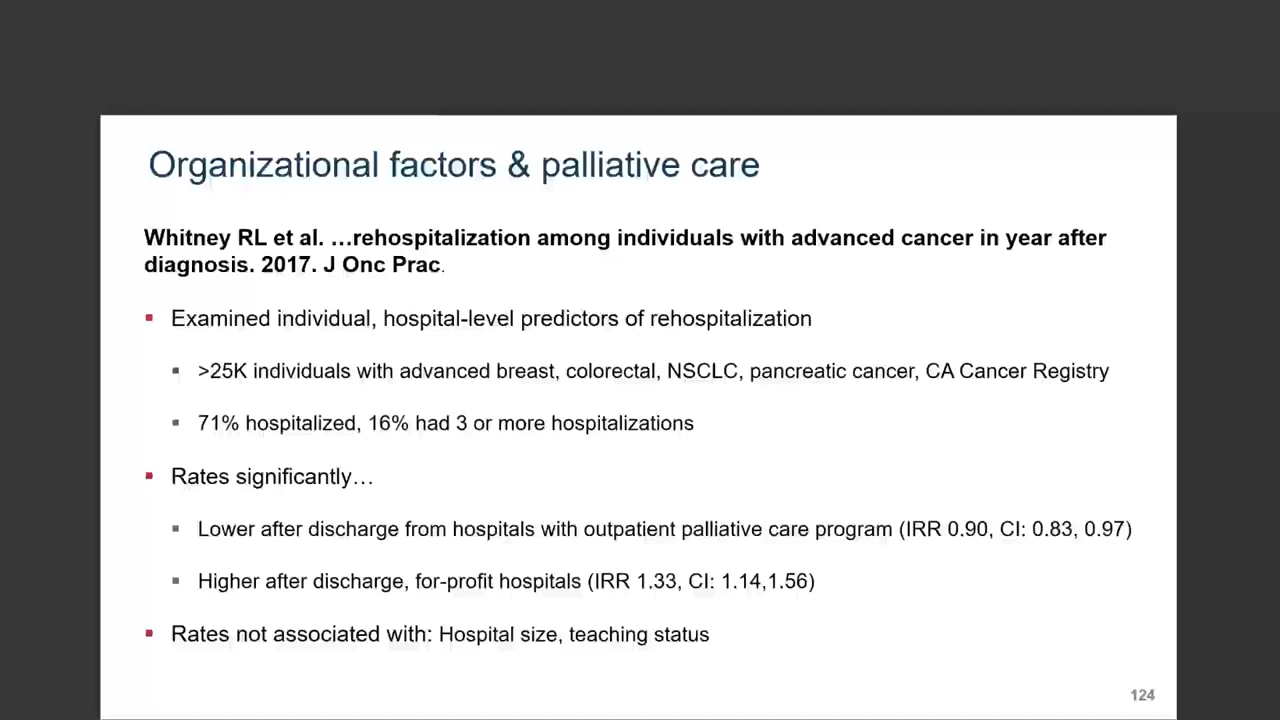 Organizational factors & palliative care
Whitney RL et al. …rehospitalization among individuals with advanced cancer in year after
diagnosis. 2017. J Onc Prac.
▪ Examined individual, hospital-level predictors of rehospitalization
▪ >25K individuals with advanced breast, colorectal, NSCLC, pancreatic cancer, CA Cancer Registry
▪ 71% hospitalized, 16% had 3 or more hospitalizations
▪ Rates significantly…
▪ Lower after discharge from hospitals with outpatient palliative care program (IRR 0.90, CI: 0.83, 0.97)
▪ Higher after discharge, for-profit hospitals (IRR 1.33, CI: 1.14,1.56)
▪ Rates not associated with: Hospital size, teaching status
124